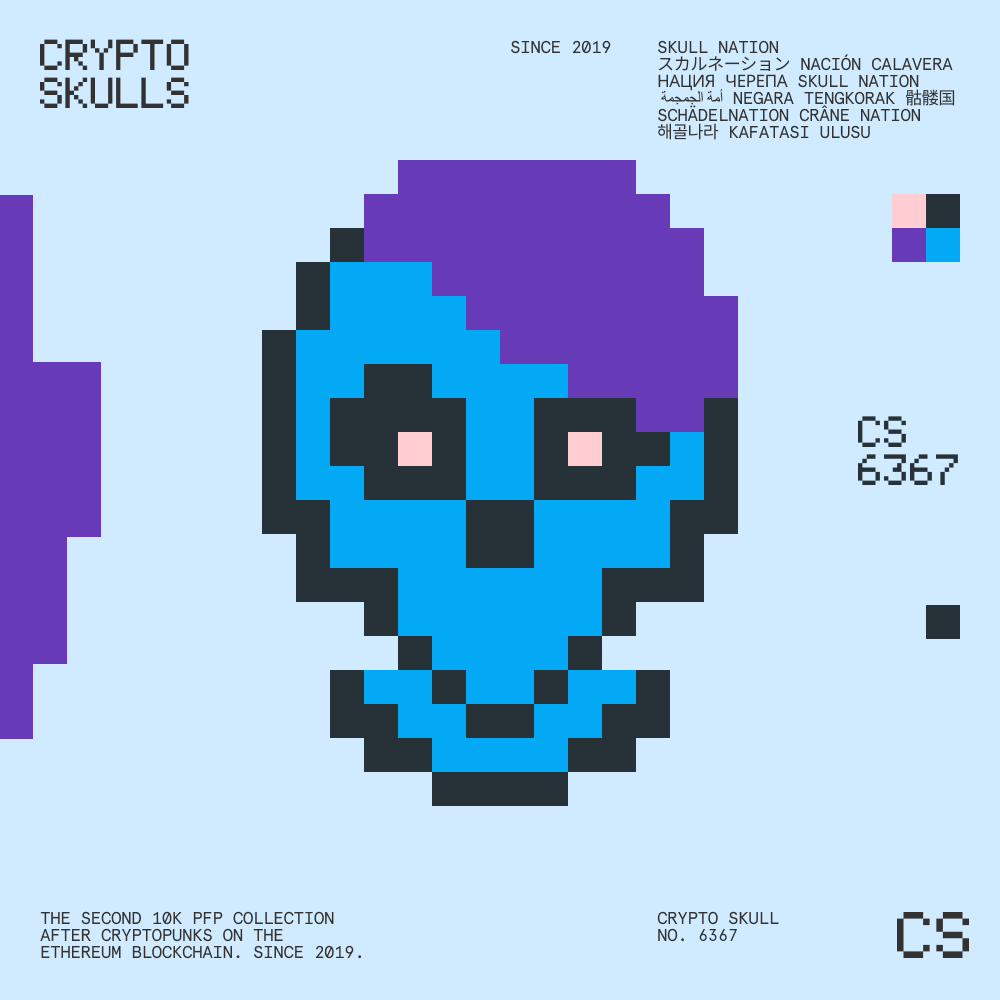 CRYPTO
SKULLS
SINCE 2019
SKULL NATION
スカルネーション NACIÓN CALAVERA
НАЦИЯ ЧЕРЕПА SKULL NATION
أمة الجمجمة NEGARA TENGKORAK 骷髅国
SCHÄDELNATION CRÂNE NATION
해골나라 KAFATASI ULUSU
CS
6367
THE SECOND 10K PFP COLLECTION
AFTER CRYPTOPUNKS ON THE
ETHEREUM BLOCKCHAIN. SINCE 2019.
CRYPTO SKULL
NO. 6367
CS